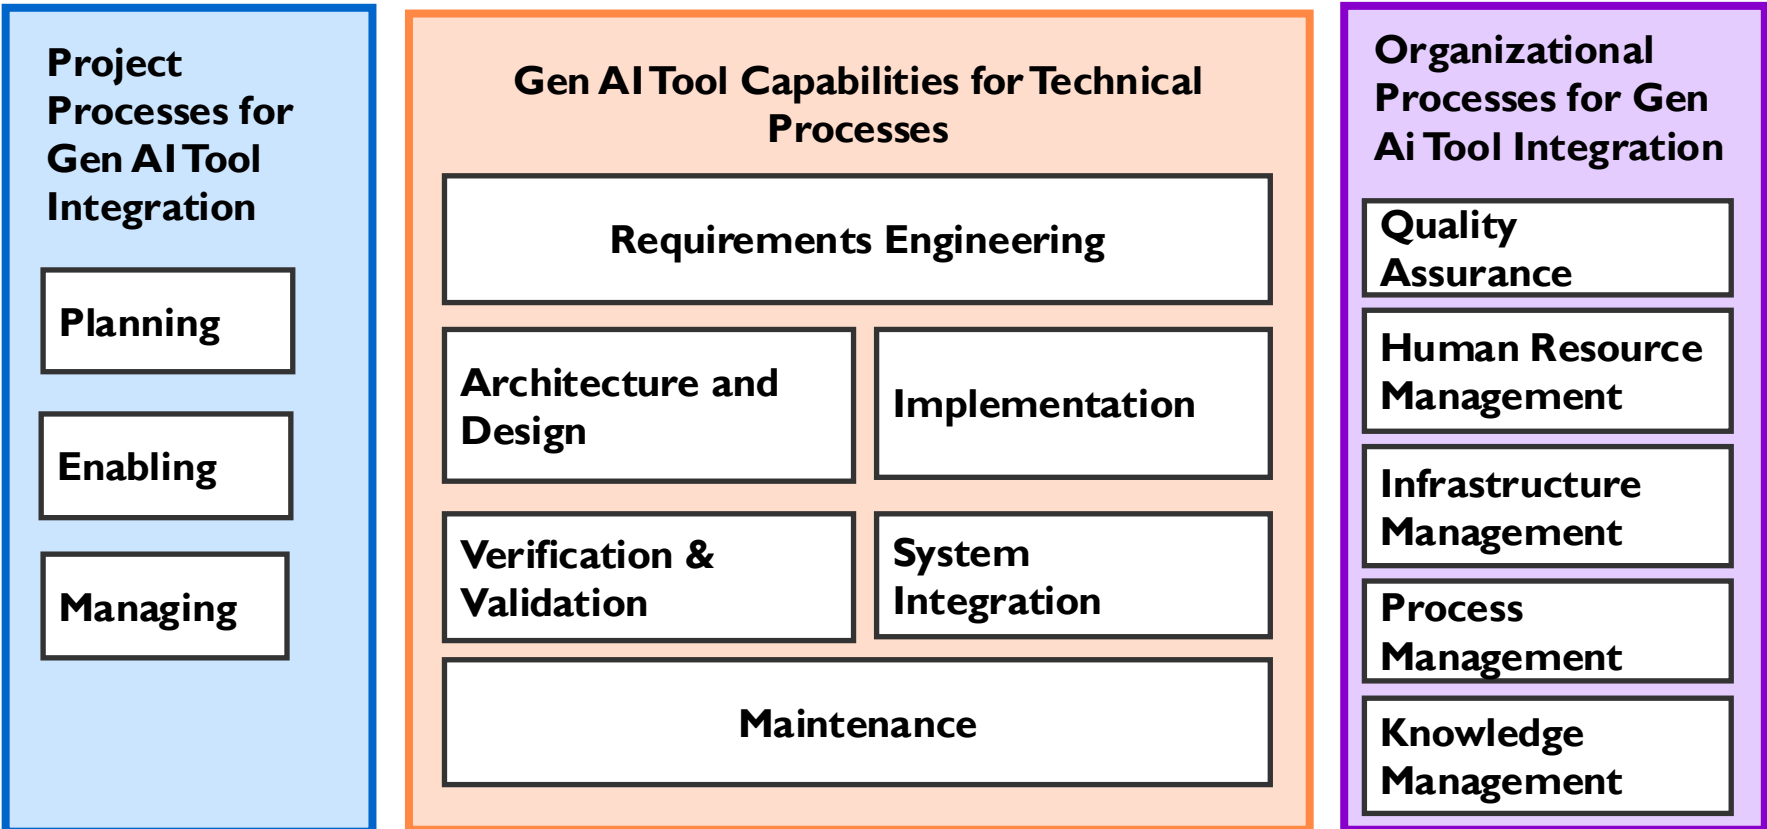 Project
Processes for
Gen AI Tool
Integration
Planning
Enabling
Managing
Gen AI Tool Capabilities for Technical
Processes
Requirements Engineering
Architecture and
Design
Implementation
Verification &
Validation
System
Integration
Maintenance
Organizational
Processes for Gen
Ai Tool Integration
Quality
Assurance
Human Resource
Management
Infrastructure
Management
Process
Management
Knowledge
Management